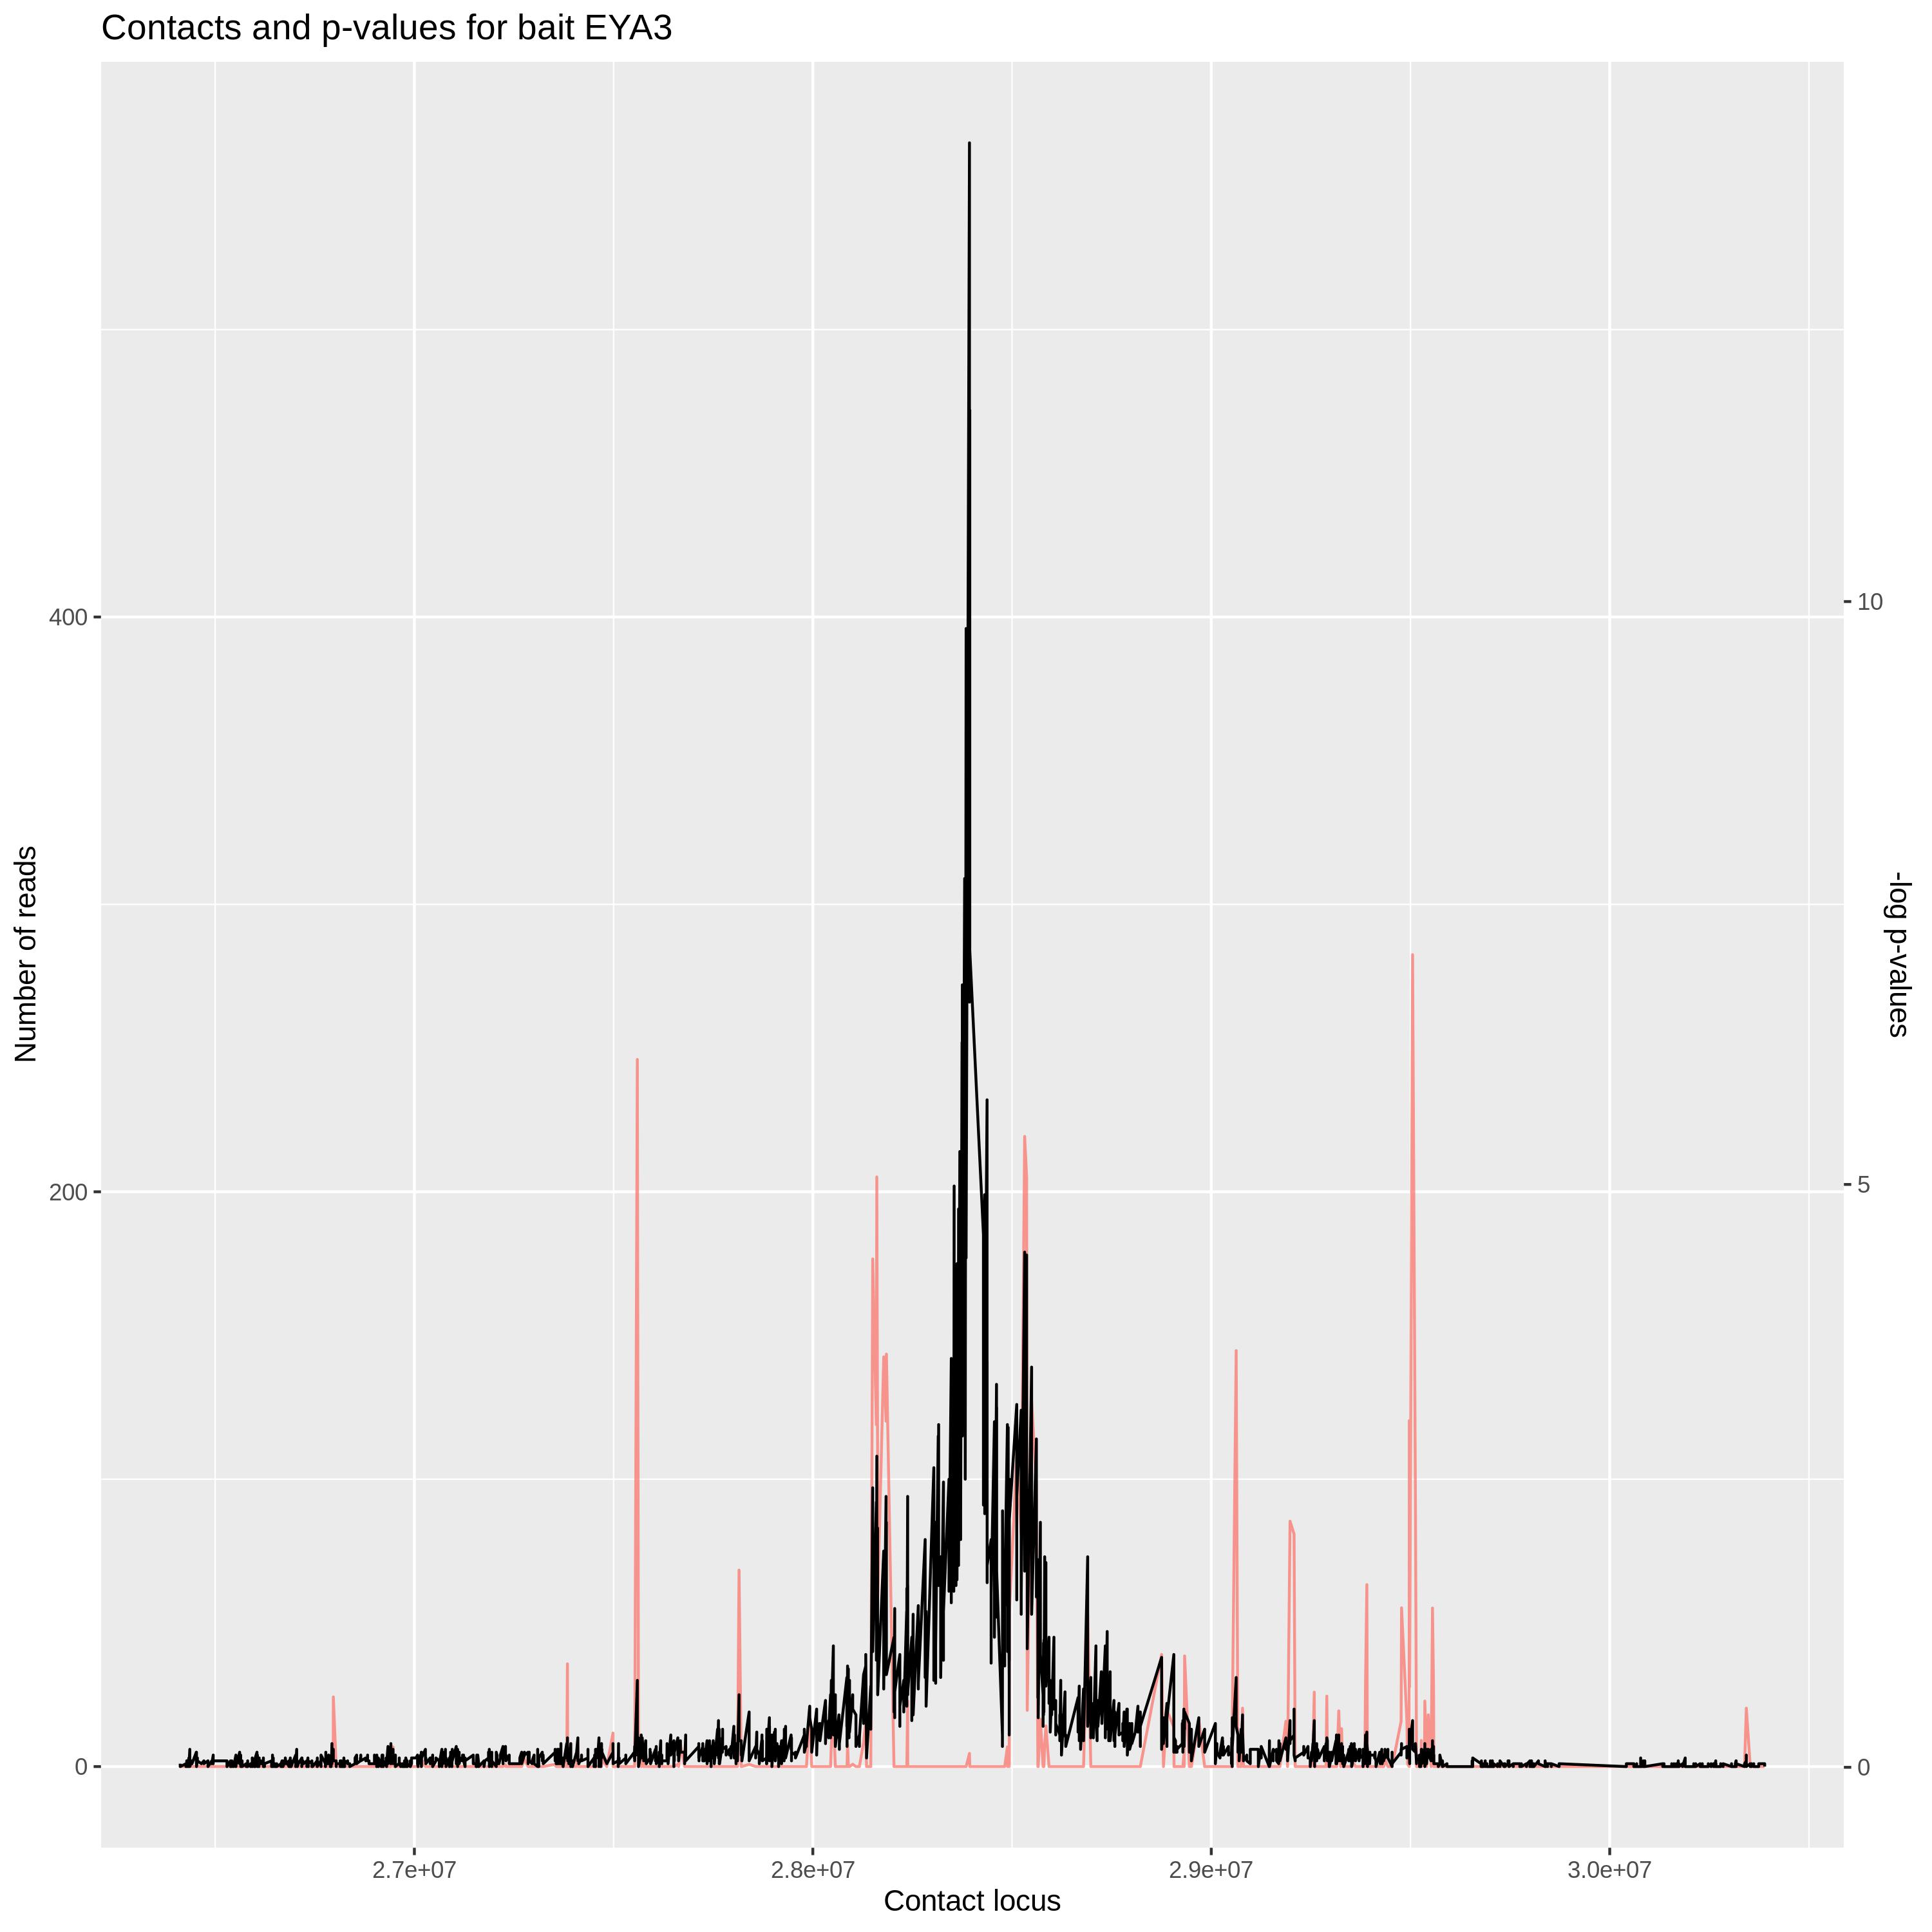 Contacts and p-values for bait EYA3
400
200
0
Number of reads
10
5
0
-log p-values
2.7e+07 2.8e+07 2.9e+07 3.0e+07
Contact locus